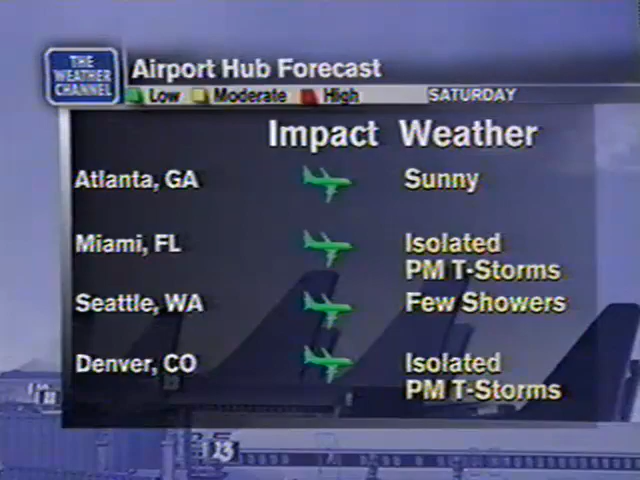 THE
WEATHER
CHANNEL
Airport Hub Forecast
Low Moderate High SATURDAY
Impact Weather
Atlanta, GA Sunny
Miami, FL Isolated
PM T-Storms
Seattle, WA Few Showers
Denver, CO Isolated
PM T-Storms
13